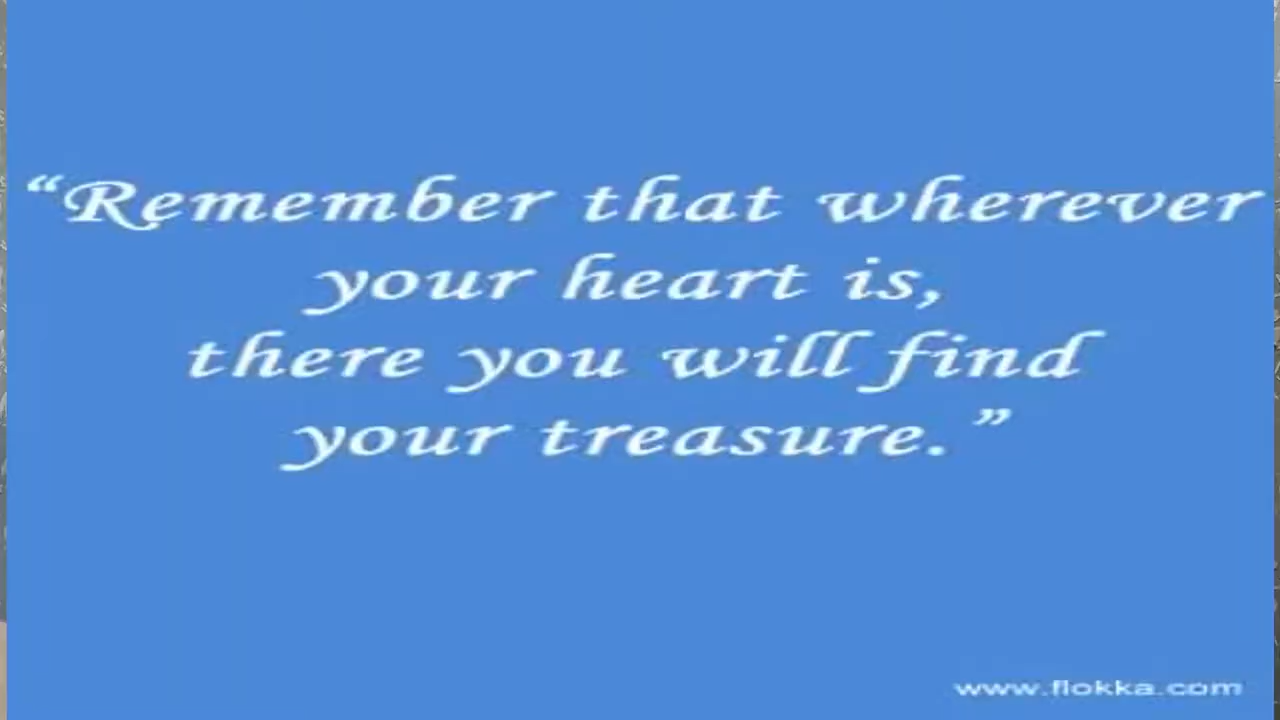 “Remember that wherever
your heart is,
there you will find
your treasure.”
www.flokka.com